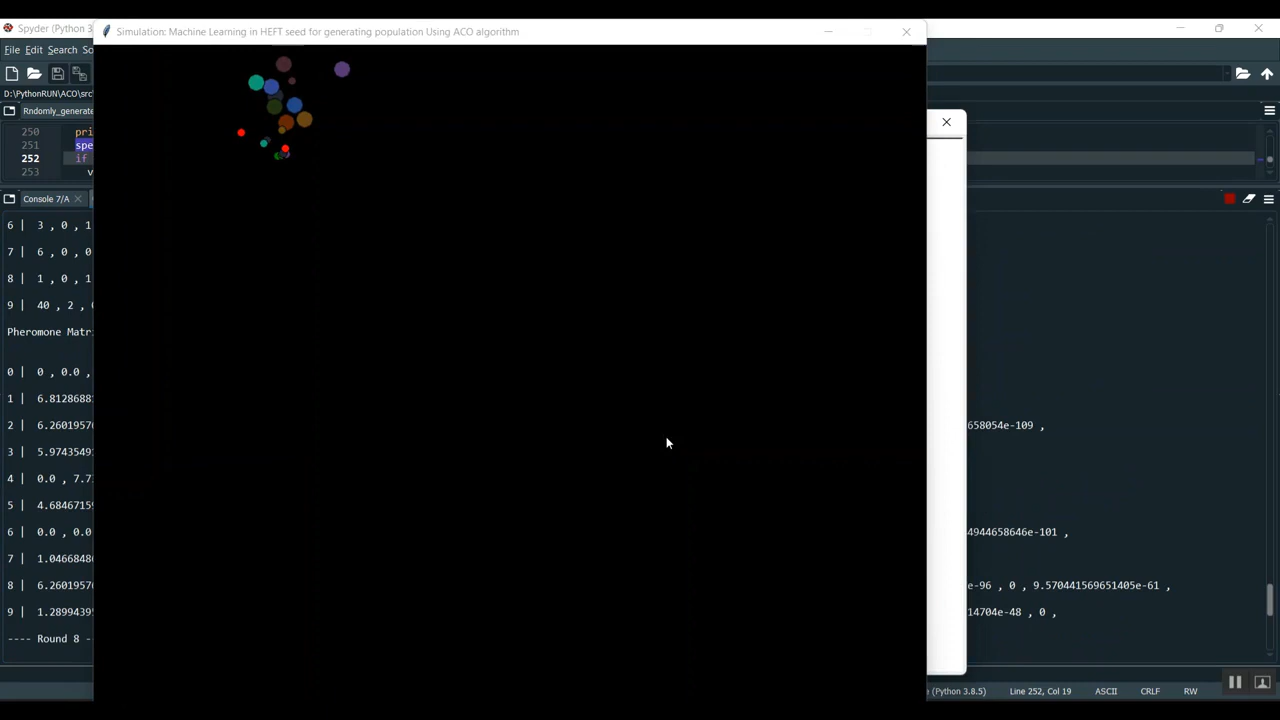 Spyder (Python 3
Simulation: Machine Learning in HEFT seed for generating population Using ACO algorithm
File Edit Search So
D:\PythonRUN\ACO\src
Rndomly_generate
250 pri
251 spe
252 if
253 v
Console 7/A
6 | 3 , 0 , 1
7 | 6 , 0 , 0
8 | 1 , 0 , 1
9 | 40 , 2 , 0
Pheromone Matr
0 | 0 , 0.0 ,
1 | 6.8128688
2 | 6.2601957 658054e-109 ,
3 | 5.9743549
4 | 0.0 , 7.7
5 | 4.6846715
6 | 0.0 , 0.0 4944658646e-101 ,
7 | 1.0466848
8 | 6.2601957 e-96 , 0 , 9.570441569651405e-61 ,
9 | 1.2899439 14704e-48 , 0 ,
---- Round 8 --
e (Python 3.8.5) Line 252, Col 19 ASCII CRLF RW